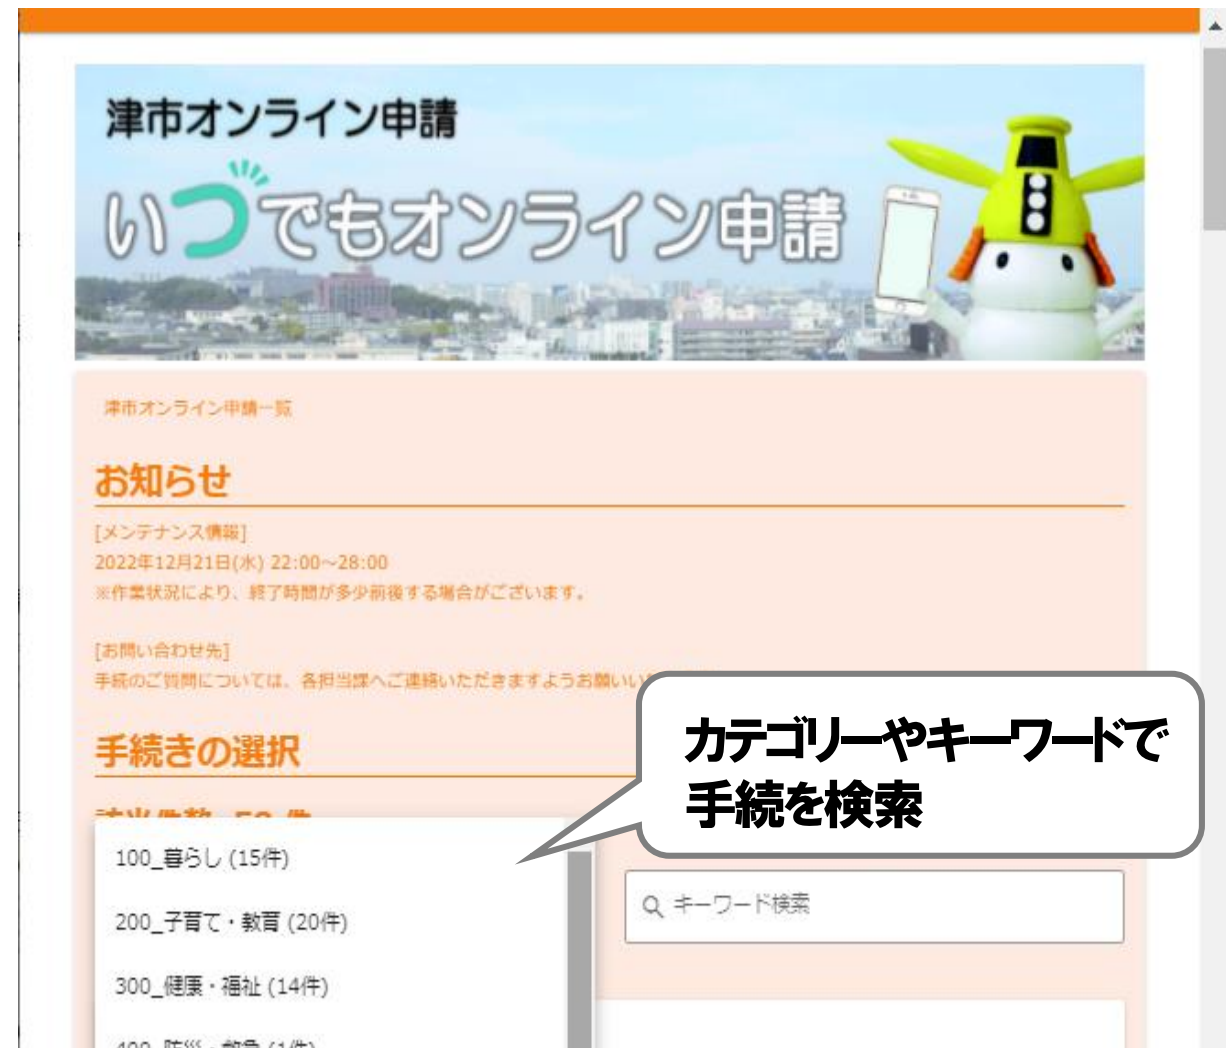 津市オンライン申請
いつでもオンライン申請
津市オンライン申請一覧
お知らせ
[メンテナンス情報]
2022年12月21日(水) 22:00～28:00
※作業状況により、終了時間が多少前後する場合がございます。
[お問い合わせ先]
手続のご質問については、各担当課へご連絡いただきますようお願いい
手続きの選択
カテゴリーやキーワードで
手続を検索
100_暮らし (15件)
200_子育て・教育 (20件)
キーワード検索
300_健康・福祉 (14件)